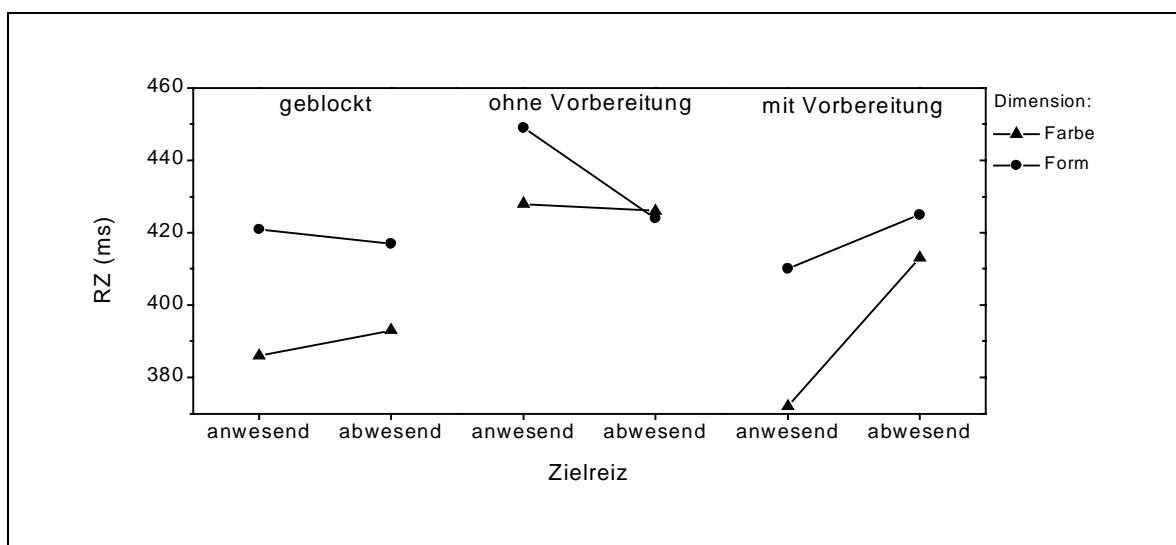 460
440
420
400
380
RZ (ms)
geblockt
ohne Vorbereitung
mit Vorbereitung
Dimension:
Farbe
Form
anwesend abwesend anwesend abwesend anwesend abwesend
Zielreiz